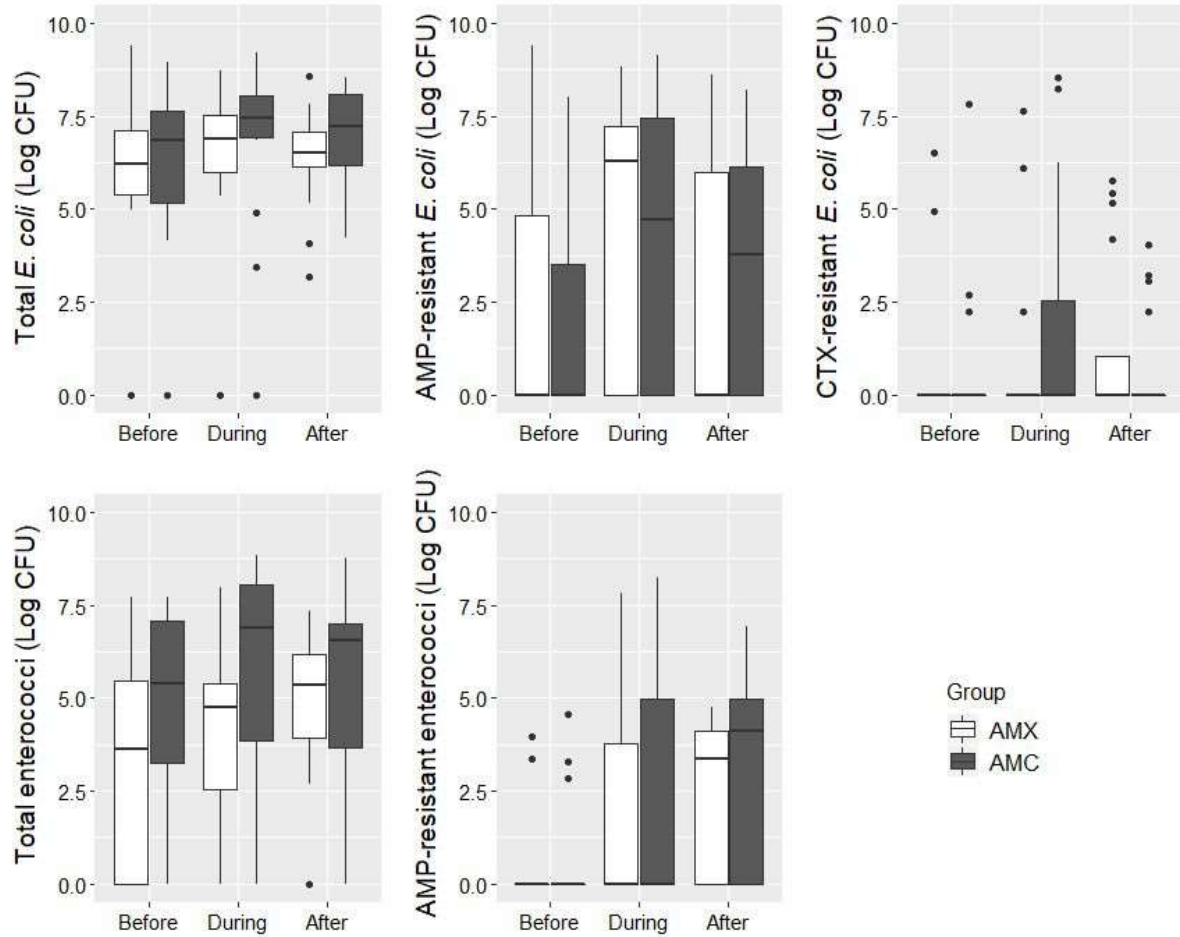 Total E. coli (Log CFU)
10.0
7.5
5.0
2.5
0.0
Before During After
AMP-resistant E. coli (Log CFU)
10.0
7.5
5.0
2.5
0.0
Before During After
CTX-resistant E. coli (Log CFU)
10.0
7.5
5.0
2.5
0.0
Before During After
Total enterococci (Log CFU)
10.0
7.5
5.0
2.5
0.0
Before During After
AMP-resistant enterococci (Log CFU)
10.0
7.5
5.0
2.5
0.0
Before During After
Group
AMX
AMC